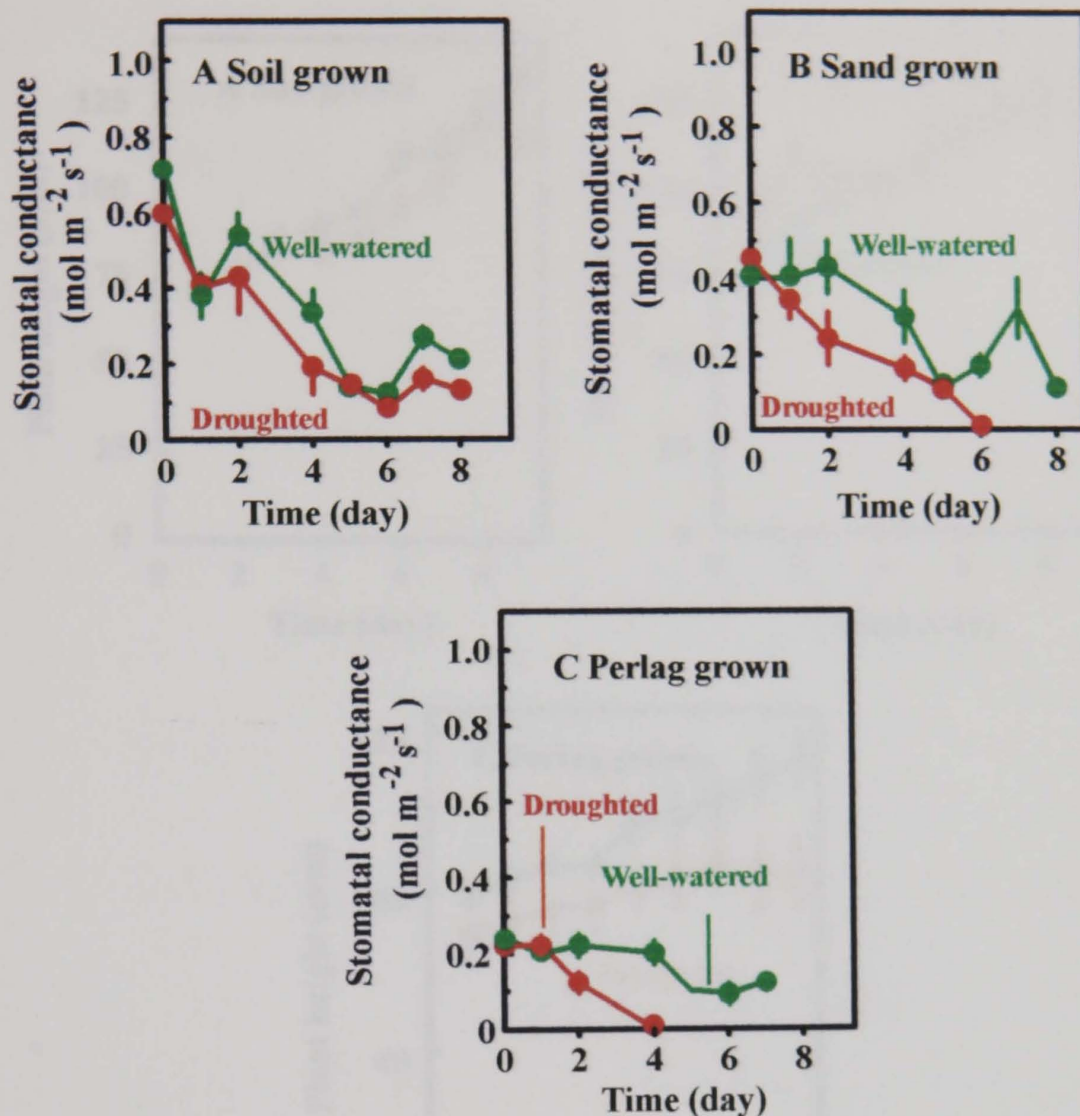 A Soil grown
Stomatal conductance
(mol m⁻² s⁻¹)
1.0
0.8
0.6
0.4
0.2
0
Well-watered
Droughted
0 2 4 6 8
Time (day)
B Sand grown
Stomatal conductance
(mol m⁻² s⁻¹)
1.0
0.8
0.6
0.4
0.2
0
Well-watered
Droughted
0 2 4 6 8
Time (day)
C Perlag grown
Stomatal conductance
(mol m⁻² s⁻¹)
1.0
0.8
0.6
0.4
0.2
0
Droughted
Well-watered
0 2 4 6 8
Time (day)